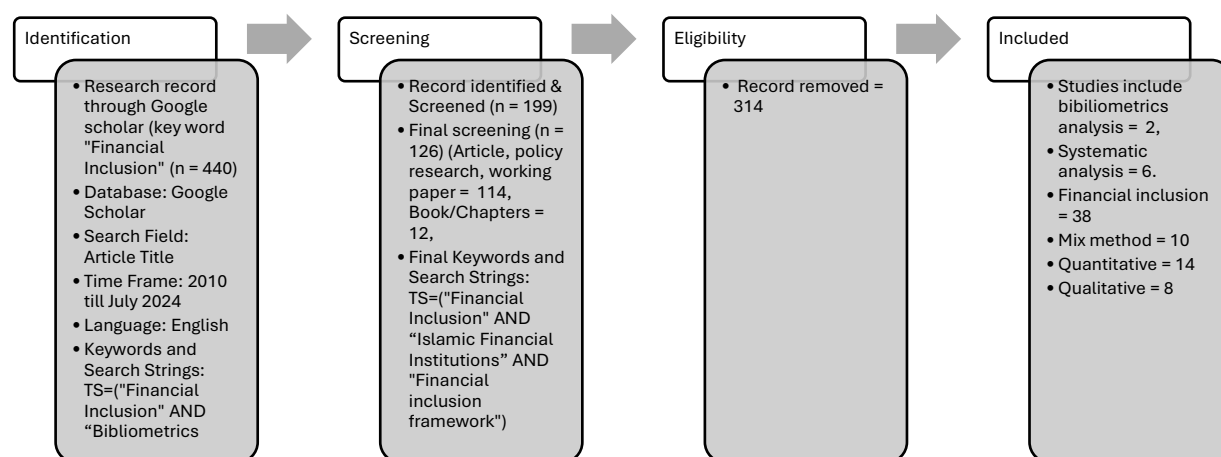 Identification
• Research record
through Google
scholar (key word
"Financial
Inclusion" (n = 440)
• Database: Google
Scholar
• Search Field:
Article Title
• Time Frame: 2010
till July 2024
• Language: English
• Keywords and
Search Strings:
TS=("Financial
Inclusion" AND
“Bibliometrics
Screening
• Record identified &
Screened (n = 199)
• Final screening (n =
126) (Article, policy
research, working
paper = 114,
Book/Chapters =
12,
• Final Keywords and
Search Strings:
TS=("Financial
Inclusion" AND
“Islamic Financial
Institutions” AND
"Financial
inclusion
framework")
Eligibility
• Record removed =
314
Included
• Studies include
bibiliometrics
analysis = 2,
• Systematic
analysis = 6.
• Financial inclusion
= 38
• Mix method = 10
• Quantitative = 14
• Qualitative = 8